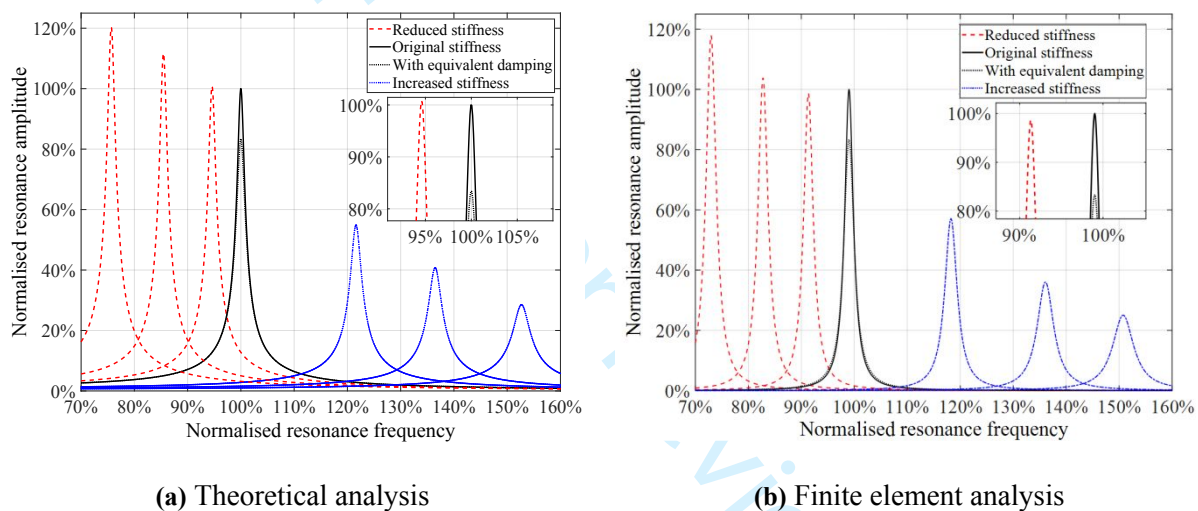 120%
100%
80%
60%
40%
20%
0%
Normalised resonance amplitude
Reduced stiffness
Original stiffness
With equivalent damping
Increased stiffness
100%
90%
80%
95% 100% 105%
70% 80% 90% 100% 110% 120% 130% 140% 150% 160%
Normalised resonance frequency
(a) Theoretical analysis
120%
100%
80%
60%
40%
20%
0%
Normalised resonance amplitude
Reduced stiffness
Original stiffness
With equivalent damping
Increased stiffness
100%
90%
80%
90% 100%
70% 80% 90% 100% 110% 120% 130% 140% 150% 160%
Normalised resonance frequency
(b) Finite element analysis